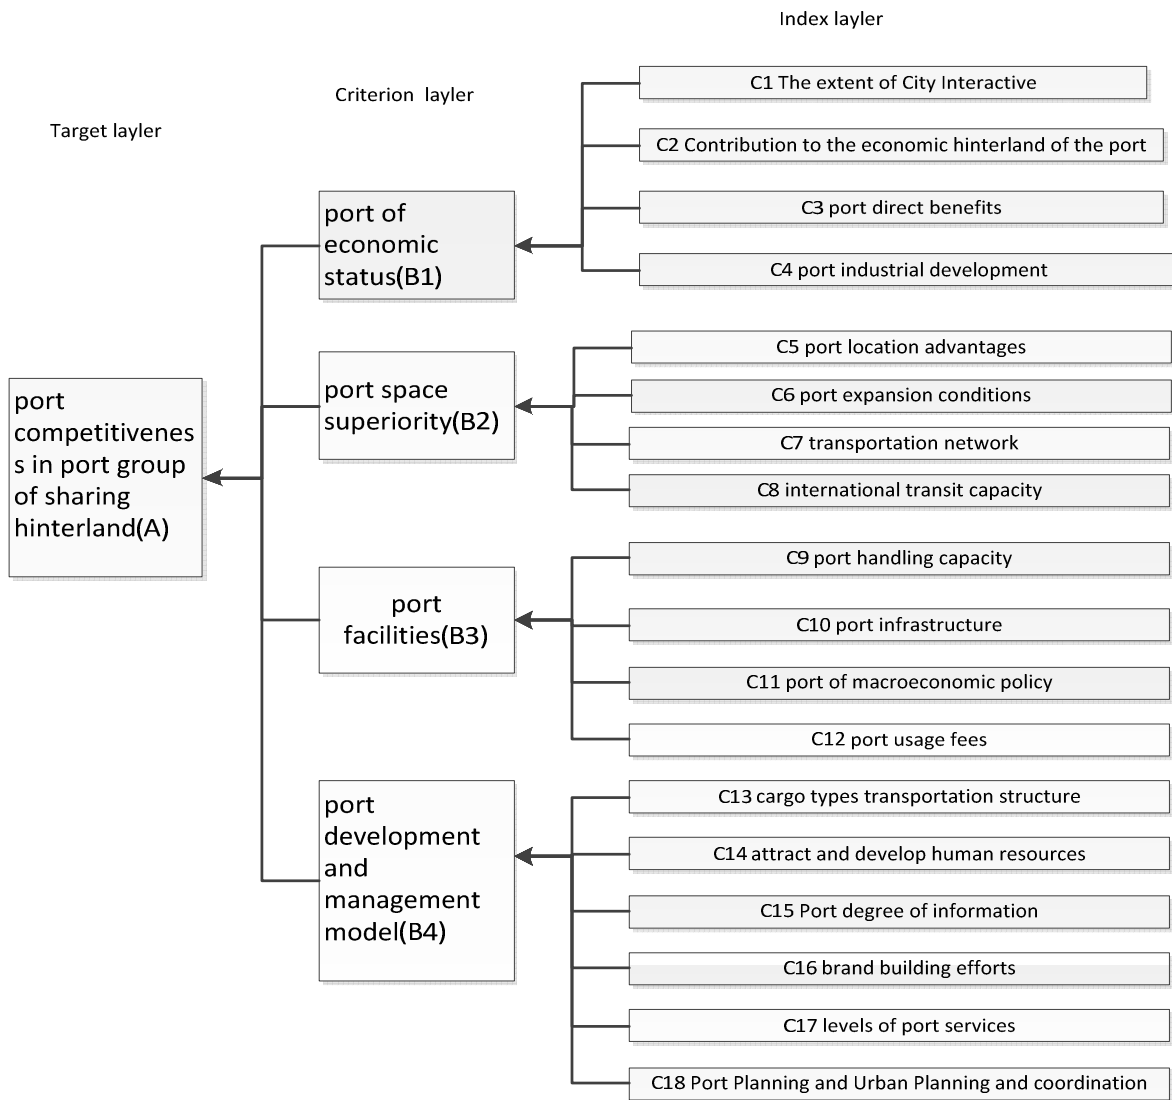 Index layler
Criterion layler
Target layler
C1 The extent of City Interactive
C2 Contribution to the economic hinterland of the port
C3 port direct benefits
C4 port industrial development
port of
economic
status(B1)
C5 port location advantages
C6 port expansion conditions
C7 transportation network
C8 international transit capacity
port space
superiority(B2)
port
competitivenes
s in port group
of sharing
hinterland(A)
C9 port handling capacity
C10 port infrastructure
C11 port of macroeconomic policy
C12 port usage fees
port
facilities(B3)
C13 cargo types transportation structure
C14 attract and develop human resources
C15 Port degree of information
C16 brand building efforts
C17 levels of port services
C18 Port Planning and Urban Planning and coordination
port
development
and
management
model(B4)